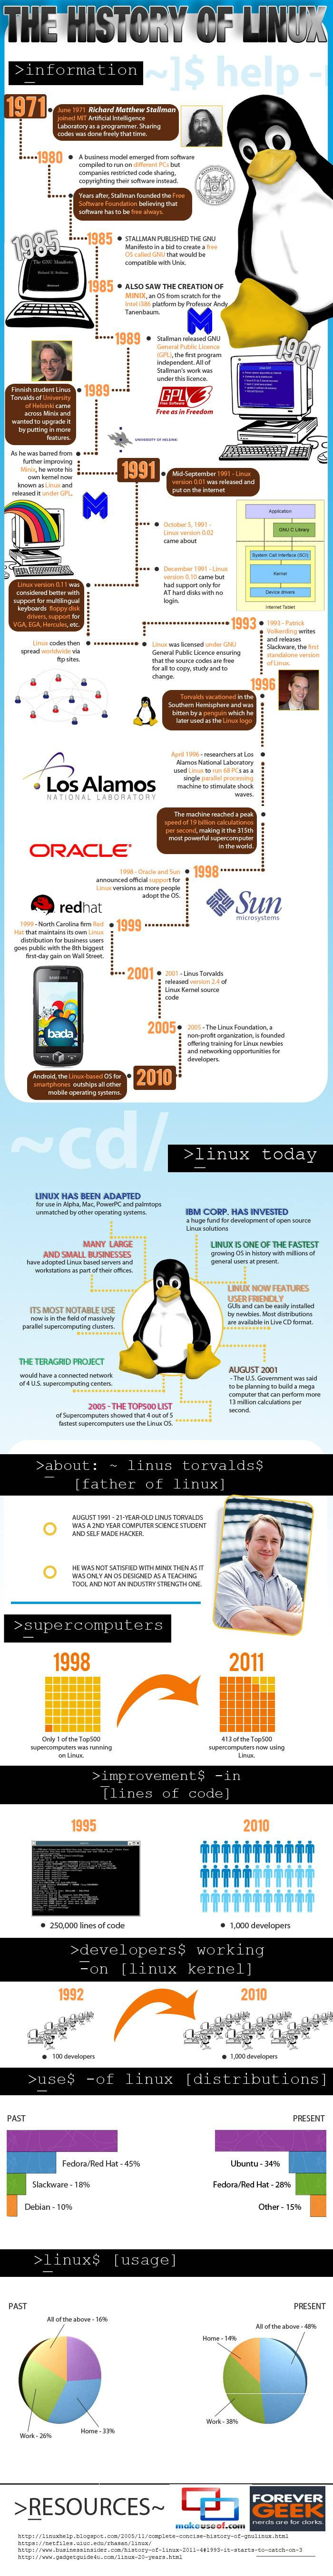 THE HISTORY OF LINUX
>information
~]$ help -
1971
June 1971 Richard Matthew Stallman
joined MIT Artificial Intelligence
Laboratory as a programmer. Sharing
codes was done freely that time.
1980
A business model emerged from software
compiled to run on different PCs but
companies restricted code sharing,
copyrighting their software instead.
Years after, Stallman founded the Free
Software Foundation believing that
software has to be free always.
1985
The GNU Manifesto
1985
STALLMAN PUBLISHED THE GNU
Manifesto in a bid to create a free
OS called GNU that would be
compatible with Unix.
1985
ALSO SAW THE CREATION OF
MINIX, an OS from scratch for the
Intel i386 platform by Professor Andy
Tanenbaum.
1989
Stallman released GNU
General Public Licence
(GPL), the first program
independent. All of
Stallman's work was
under this licence.
1991
GPLv3
Free as in Freedom
1989
Finnish student Linus
Torvalds of University
of Helsinki came
across Minix and
wanted to upgrade it
by putting in more
features.
UNIVERSITY OF HELSINKI
As he was barred from
further improving
Minix, he wrote his
own kernel now
known as Linux and
released it under GPL.
1991
Mid-September 1991 - Linux
version 0.01 was released and
put on the internet
October 5, 1991 -
Linux version 0.02
came about
Application
GNU C Library
System Call Interface (SCI)
Kernel
Device drivers
December 1991 - Linux
version 0.10 came but
had support only for
AT hard disks with no
login.
Linux version 0.11 was
considered better with
support for multilingual
keyboards floppy disk
drivers, support for
VGA, EGA, Hercules, etc.
1993
1993 - Patrick
Volkerding writes
and releases
Slackware, the first
standalone version
of Linux.
Linux codes then
spread worldwide via
ftp sites.
Linux was licensed under GNU
General Public Licence ensuring
that the source codes are free
for all to copy, study and to
change.
1996
Torvalds vacationed in the
Southern Hemisphere and was
bitten by a penguin which he
later used as the Linux logo
April 1996 - researchers at Los
Alamos National Laboratory
used Linux to run 68 PCs as a
single parallel processing
machine to stimulate shock
waves.
Los Alamos
NATIONAL LABORATORY
The machine reached a peak
speed of 19 billion calculations
per second, making it the 315th
most powerful supercomputer
in the world.
ORACLE
1998
1998 - Oracle and Sun
announced official support for
Linux versions as more people
adopt the OS.
redhat
Sun
microsystems
1999
1999 - North Carolina firm Red
Hat that maintains its own Linux
distribution for business users
goes public with the 8th biggest
first-day gain on Wall Street.
2001
2001 - Linus Torvalds
released version 2.4 of
Linux Kernel source
code
bada
2005
2005 - The Linux Foundation, a
non-profit organization, is founded
offering training for Linux newbies
and networking opportunities for
developers.
2010
Android, the Linux-based OS for
smartphones outships all other
mobile operating systems.
~cd/
>linux today
LINUX HAS BEEN ADAPTED
for use in Alpha, Mac, PowerPC and palmtops
unmatched by other operating systems.
IBM CORP. HAS INVESTED
a huge fund for development of open source
Linux solutions
MANY LARGE
AND SMALL BUSINESSES
have adopted Linux based servers and
workstations as part of their offices.
LINUX IS ONE OF THE FASTEST
growing OS in history with millions of
general users at present.
LINUX NOW FEATURES
USER FRIENDLY
GUIs and can be easily installed
by newbies. Most distributions
are available in Live CD format.
ITS MOST NOTABLE USE
now is in the field of massively
parallel supercomputing clusters.
THE TERAGRID PROJECT
would have a connected network
of 4 U.S. supercomputing centers.
AUGUST 2001
- The U.S. Government was said
to be planning to build a mega
computer that can perform more
13 million calculations per
second.
2005 - THE TOP500 LIST
of Supercomputers showed that 4 out of 5
fastest supercomputers use the Linux OS.
>about: ~ linus torvalds$
[father of linux]
AUGUST 1991 - 21-YEAR-OLD LINUS TORVALDS
WAS A 2ND YEAR COMPUTER SCIENCE STUDENT
AND SELF MADE HACKER.
HE WAS NOT SATISFIED WITH MINIX THEN AS IT
WAS ONLY AN OS DESIGNED AS A TEACHING
TOOL AND NOT AN INDUSTRY STRENGTH ONE.
>supercomputers
1998
2011
Only 1 of the Top500
supercomputers was running
on Linux.
413 of the Top500
supercomputers now using
Linux.
>improvement$ -in
[lines of code]
1995
2010
250,000 lines of code
1,000 developers
>developers$ working
-on [linux kernel]
1992
2010
100 developers
1,000 developers
>use$ -of linux [distributions]
PAST
PRESENT
Fedora/Red Hat - 45%
Ubuntu - 34%
Slackware - 18%
Fedora/Red Hat - 28%
Debian - 10%
Other - 15%
>linux$ [usage]
PAST
PRESENT
All of the above - 16%
All of the above - 48%
Home - 14%
Work - 38%
Home - 33%
Work - 26%
>RESOURCES~
makeuseof.com
FOREVER
GEEK
nerds are for dorks.
http://linuxhelp.blogspot.com/2005/11/complete-concise-history-of-gnulinux.html
https://netfiles.uiuc.edu/rhasan/linux/
http://www.businessinsider.com/history-of-linux-2011-4#1993-it-starts-to-catch-on-3
http://www.gadgetguide4u.com/linux-20-years.html